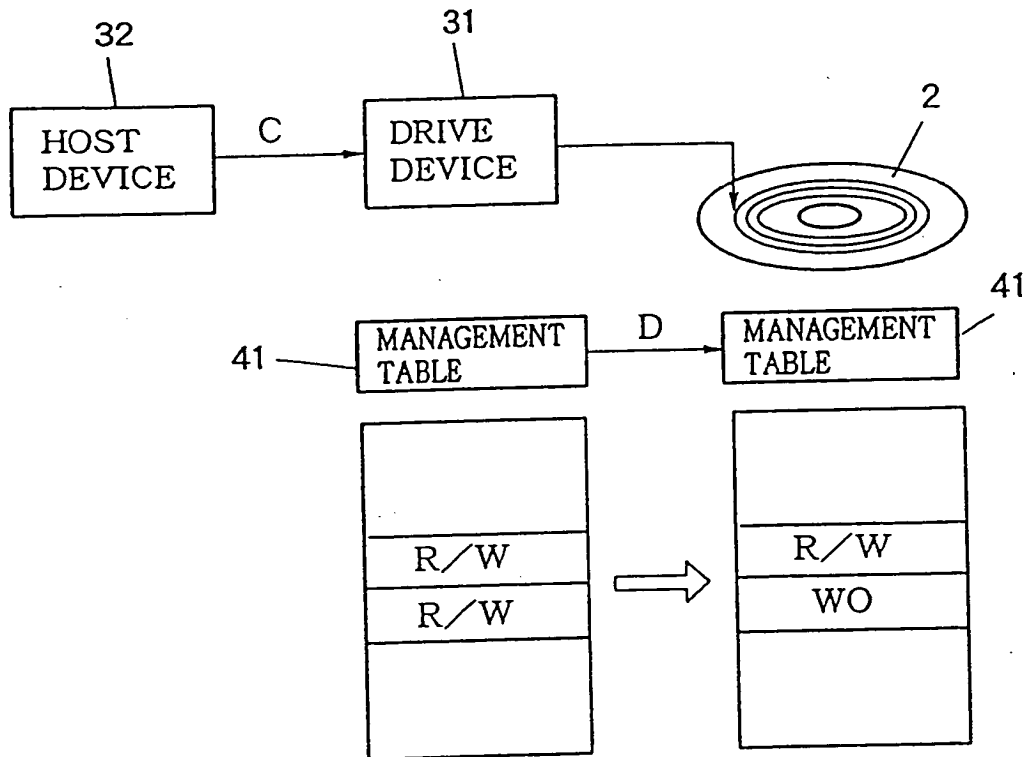 32
31
2
HOST
DEVICE
C
DRIVE
DEVICE
41
MANAGEMENT
TABLE
D
MANAGEMENT
TABLE
41
R/W
R/W
R/W
WO